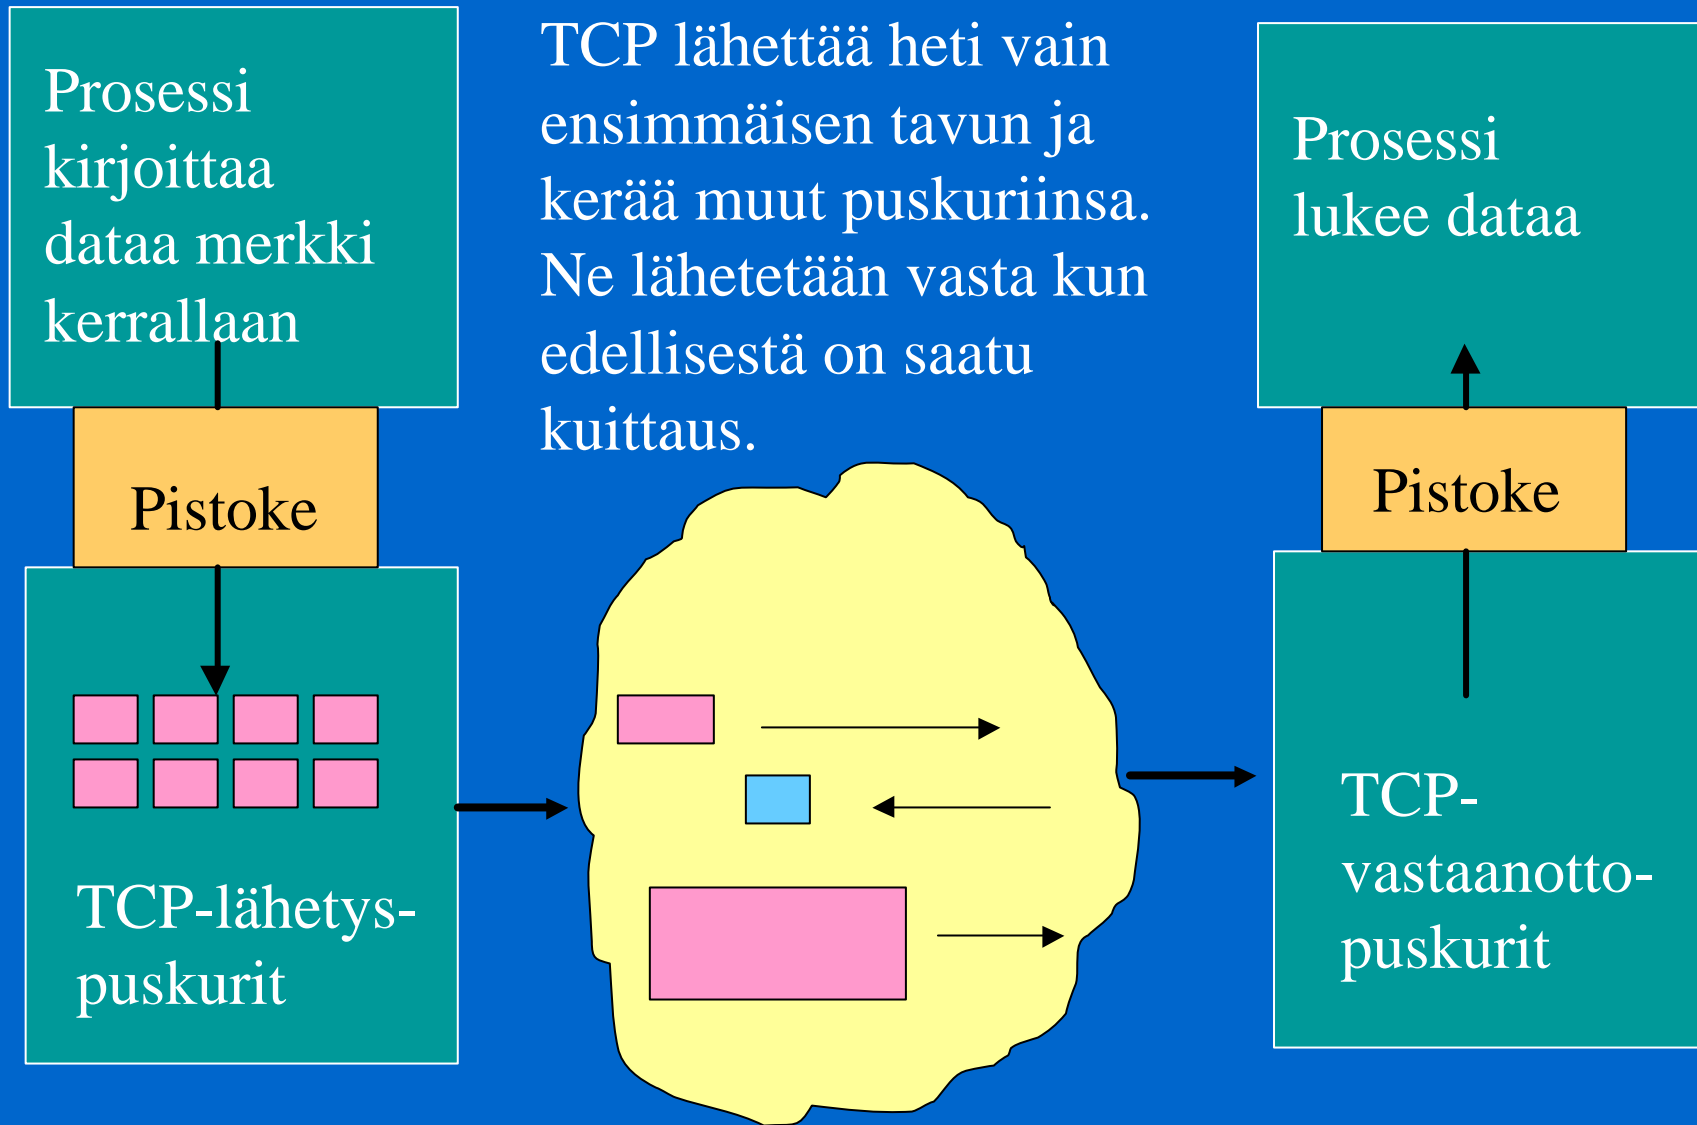 Prosessi
kirjoittaa
dataa merkki
kerrallaan
Pistoke
TCP-lähetys-
puskurit
TCP lähettää heti vain
ensimmäisen tavun ja
kerää muut puskuriinsa.
Ne lähetetään vasta kun
edellisestä on saatu
kuittaus.
Prosessi
lukee dataa
Pistoke
TCP-
vastaanotto-
puskurit